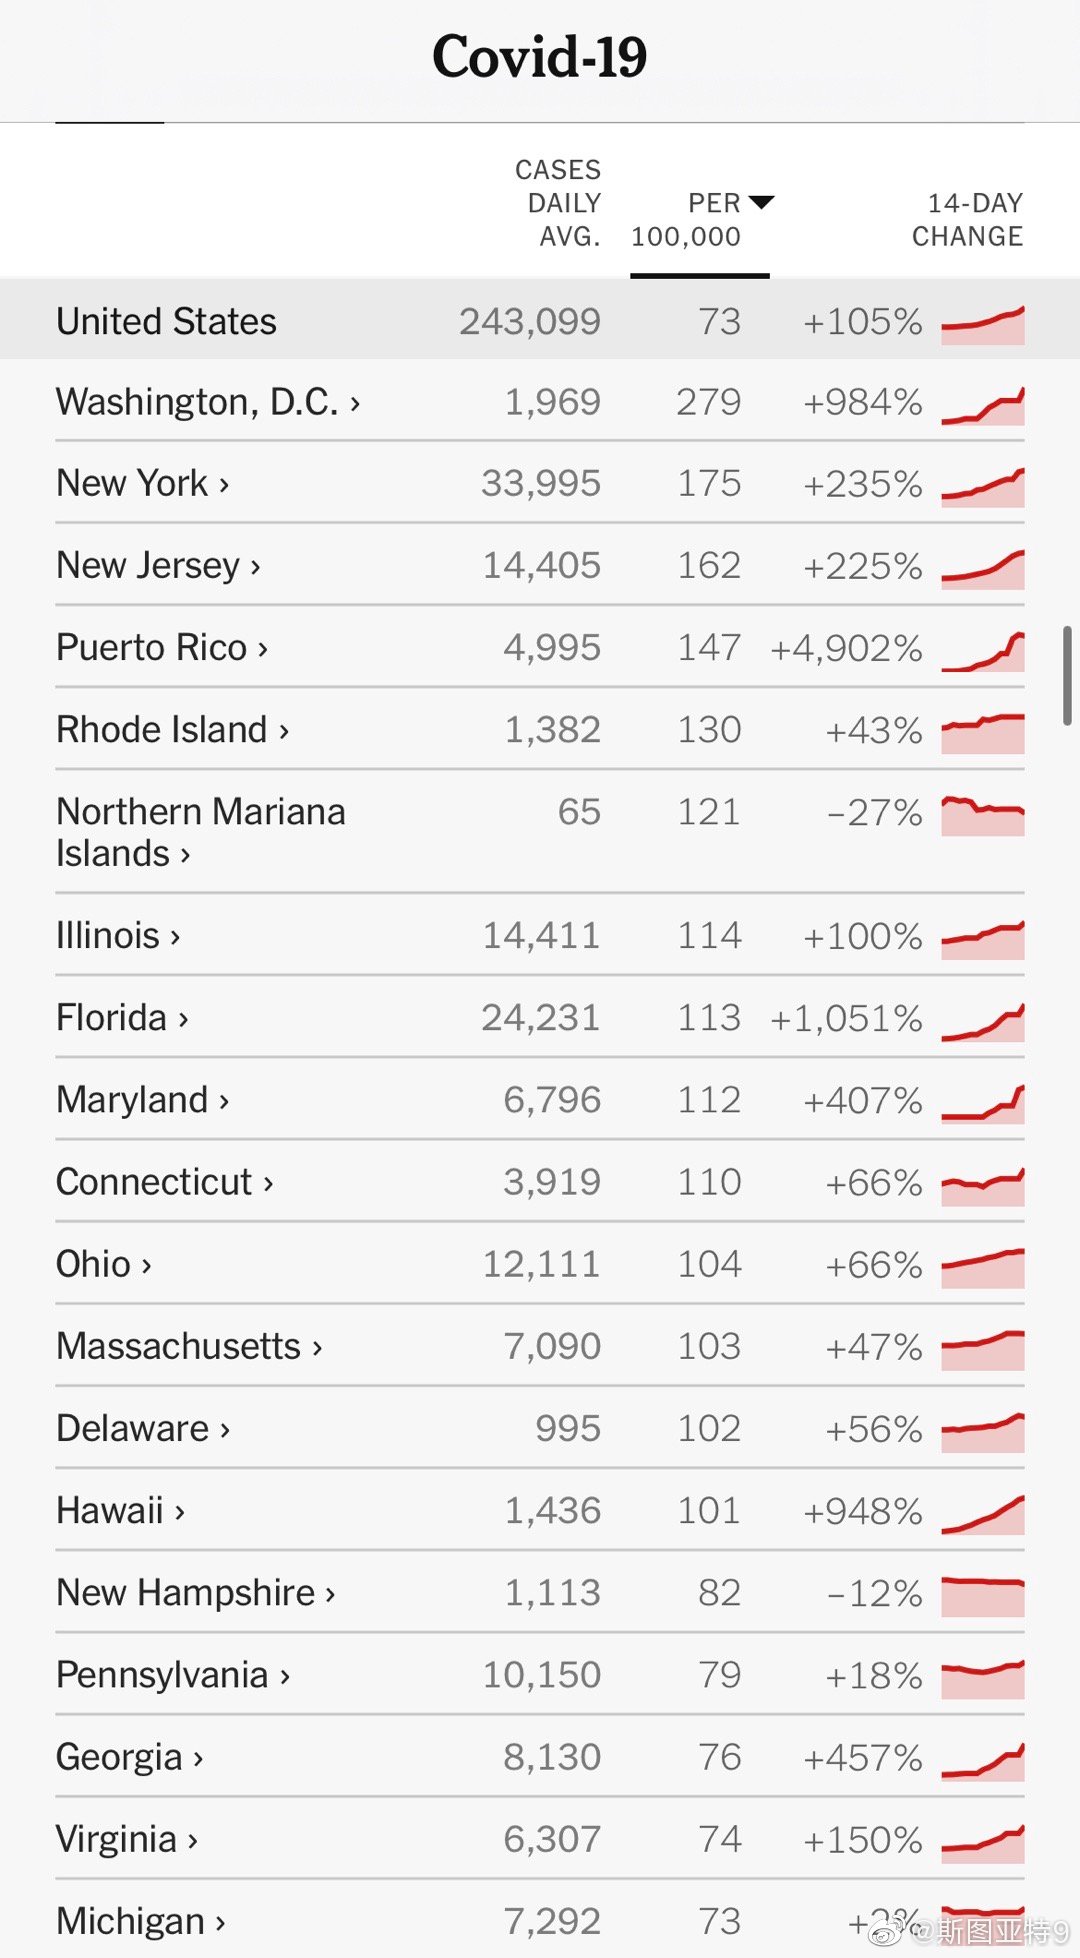 Covid-19
CASES
DAILY
AVG.
PER
100,000
14-DAY
CHANGE
United States 243,099 73 +105%
Washington, D.C. › 1,969 279 +984%
New York › 33,995 175 +235%
New Jersey › 14,405 162 +225%
Puerto Rico › 4,995 147 +4,902%
Rhode Island › 1,382 130 +43%
Northern Mariana 65 121 −27%
Islands ›
Illinois › 14,411 114 +100%
Florida › 24,231 113 +1,051%
Maryland › 6,796 112 +407%
Connecticut › 3,919 110 +66%
Ohio › 12,111 104 +66%
Massachusetts › 7,090 103 +47%
Delaware › 995 102 +56%
Hawaii › 1,436 101 +948%
New Hampshire › 1,113 82 −12%
Pennsylvania › 10,150 79 +18%
Georgia › 8,130 76 +457%
Virginia › 6,307 74 +150%
Michigan › 7,292 73 +2%
@斯图亚特9